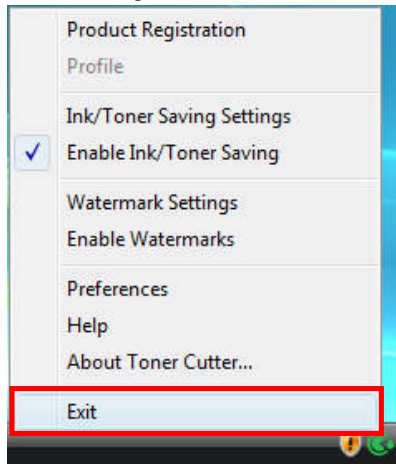 Product Registration
Profile
Ink/Toner Saving Settings
Enable Ink/Toner Saving
Watermark Settings
Enable Watermarks
Preferences
Help
About Toner Cutter...
Exit